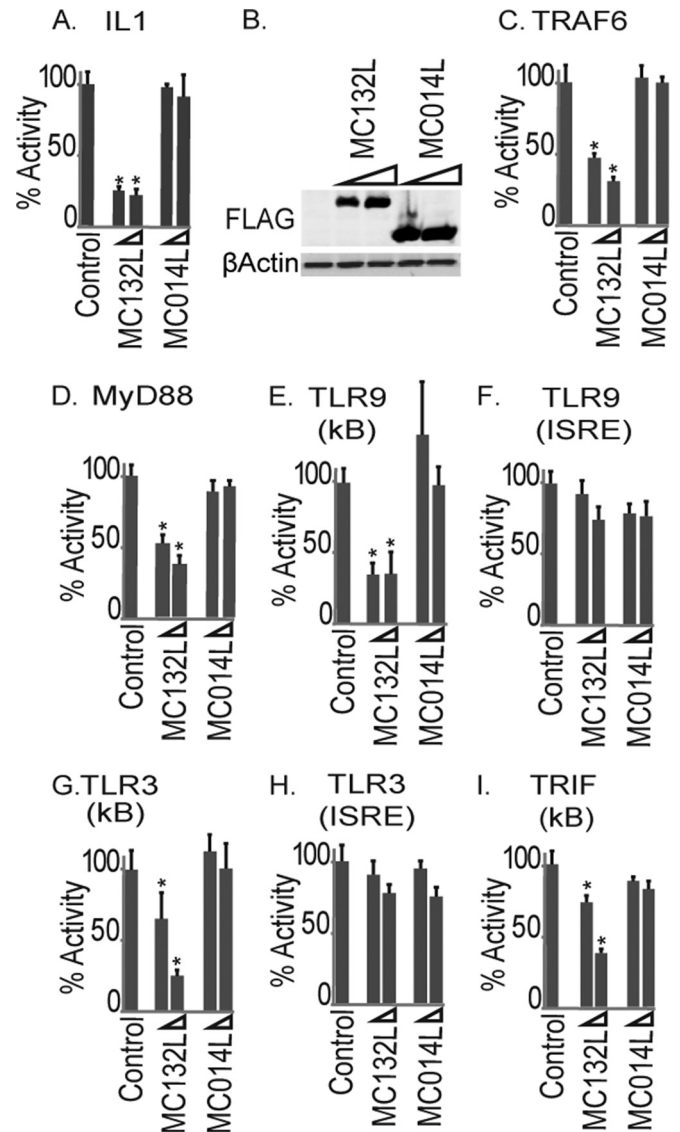 A. IL1
% Activity
100
50
0
Control
MC132L
MC014L
B.
MC132L
MC014L
FLAG
βActin
C. TRAF6
% Activity
100
50
0
Control
* *
MC132L
MC014L
D. MyD88
% Activity
100
50
0
Control
* *
MC132L
MC014L
E. TLR9
(kB)
% Activity
100
50
0
Control
* *
MC132L
MC014L
F. TLR9
(ISRE)
% Activity
100
50
0
Control
MC132L
MC014L
G. TLR3
(kB)
% Activity
100
50
0
Control
* *
MC132L
MC014L
H. TLR3
(ISRE)
% Activity
100
50
0
Control
MC132L
MC014L
I. TRIF
(kB)
% Activity
100
50
0
Control
* *
MC132L
MC014L